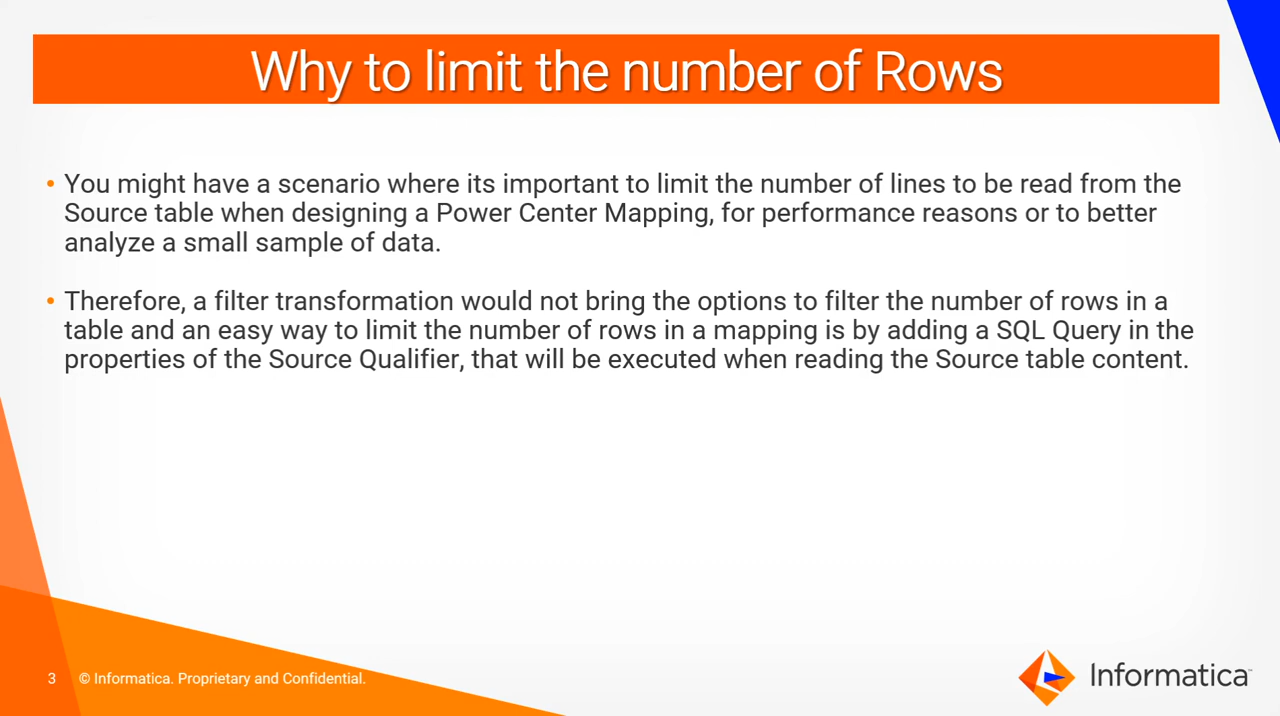 Why to limit the number of Rows
• You might have a scenario where its important to limit the number of lines to be read from the
Source table when designing a Power Center Mapping, for performance reasons or to better
analyze a small sample of data.
• Therefore, a filter transformation would not bring the options to filter the number of rows in a
table and an easy way to limit the number of rows in a mapping is by adding a SQL Query in the
properties of the Source Qualifier, that will be executed when reading the Source table content.
3 © Informatica. Proprietary and Confidential.
Informatica™